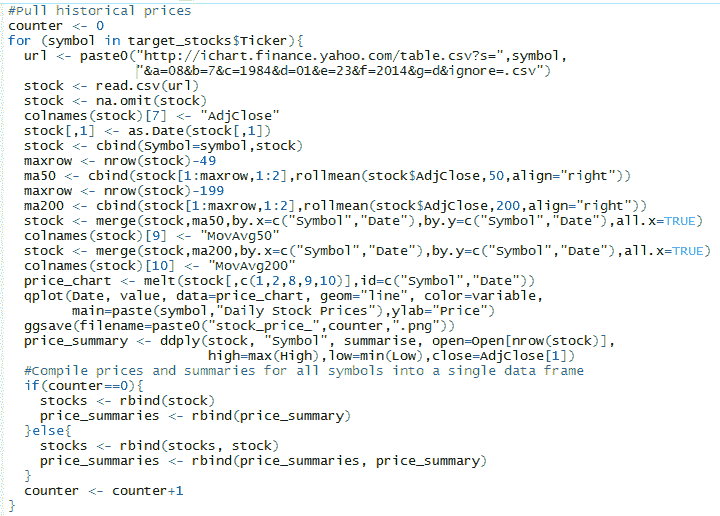 #Pull historical prices
counter <- 0
for (symbol in target_stocks$Ticker){
  url <- paste0("http://ichart.finance.yahoo.com/table.csv?s=",symbol,
                "&a=08&b=7&c=1984&d=01&e=23&f=2014&g=d&ignore=.csv")
  stock <- read.csv(url)
  stock <- na.omit(stock)
  colnames(stock)[7] <- "AdjClose"
  stock[,1] <- as.Date(stock[,1])
  stock <- cbind(Symbol=symbol,stock)
  maxrow <- nrow(stock)-49
  ma50 <- cbind(stock[1:maxrow,1:2],rollmean(stock$AdjClose,50,align="right"))
  maxrow <- nrow(stock)-199
  ma200 <- cbind(stock[1:maxrow,1:2],rollmean(stock$AdjClose,200,align="right"))
  stock <- merge(stock,ma50,by.x=c("Symbol","Date"),by.y=c("Symbol","Date"),all.x=TRUE)
  colnames(stock)[9] <- "MovAvg50"
  stock <- merge(stock,ma200,by.x=c("Symbol","Date"),by.y=c("Symbol","Date"),all.x=TRUE)
  colnames(stock)[10] <- "MovAvg200"
  price_chart <- melt(stock[,c(1,2,8,9,10)],id=c("Symbol","Date"))
  qplot(Date, value, data=price_chart, geom="line", color=variable,
        main=paste(symbol,"Daily Stock Prices"),ylab="Price")
  ggsave(filename=paste0("stock_price_",counter,".png"))
  price_summary <- ddply(stock, "Symbol", summarise, open=Open[nrow(stock)],
                         high=max(High),low=min(Low),close=AdjClose[1])
  #Compile prices and summaries for all symbols into a single data frame
  if(counter==0){
    stocks <- rbind(stock)
    price_summaries <- rbind(price_summary)
  }else{
    stocks <- rbind(stocks, stock)
    price_summaries <- rbind(price_summaries, price_summary)
  }
  counter <- counter+1
}